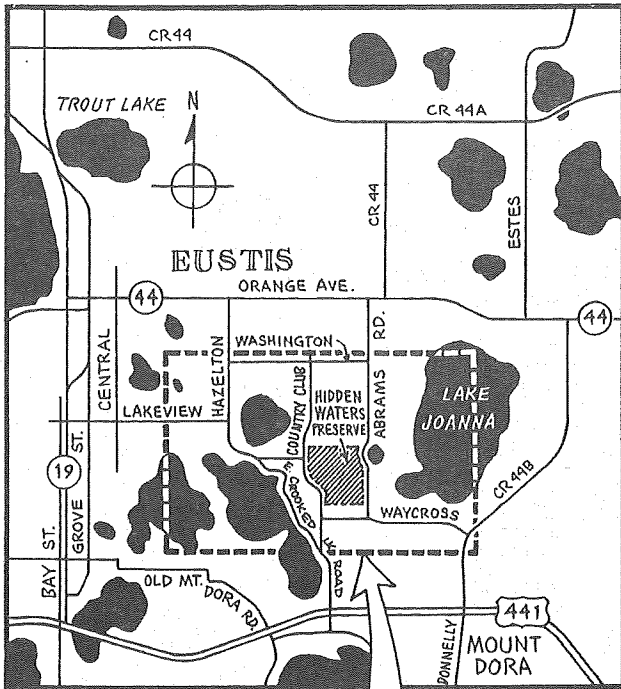 CR 44
TROUT LAKE
N
CR 44A
CR 44
ESTES
EUSTIS
ORANGE AVE.
44
44
CENTRAL
HAZELTON
WASHINGTON
RD.
ABRAMS
COUNTRY CLUB
HIDDEN
WATERS
PRESERVE
LAKE
JOANNA
LAKEVIEW
19
GROVE ST.
BAY ST.
E. CROOKED LK.
ROAD
WAYCROSS
CR 44B
OLD MT.
DORA RD.
441
DONNELLY
MOUNT
DORA